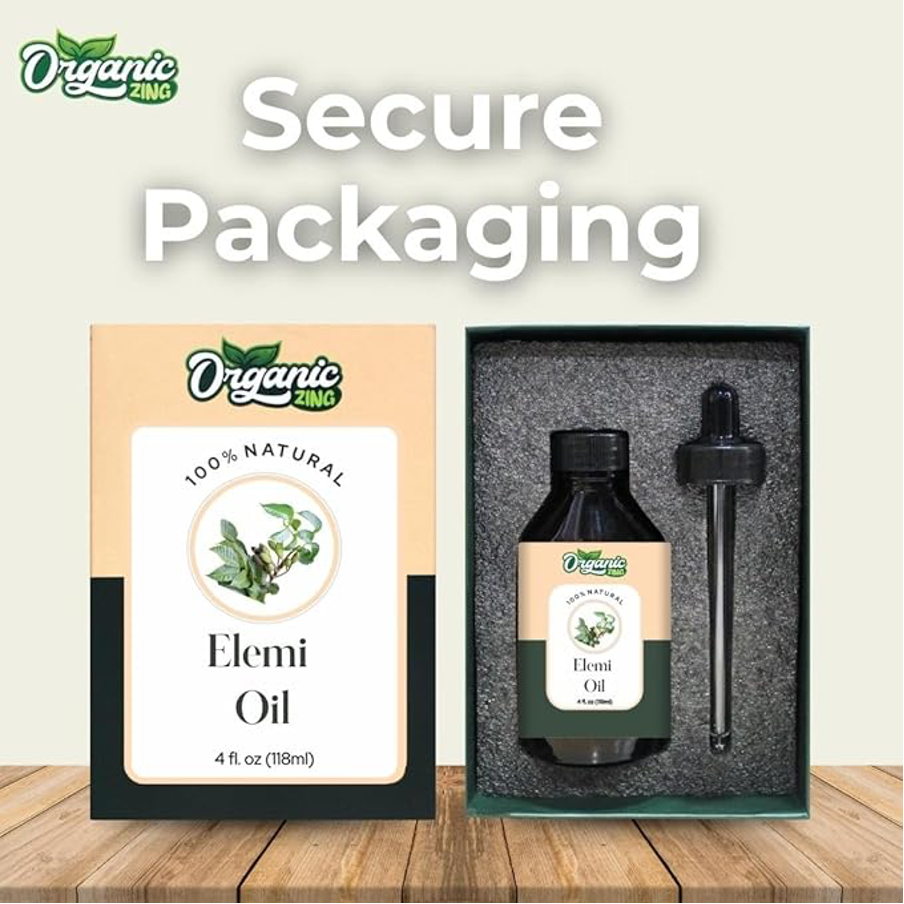 Organic
ZING
Secure
Packaging
Organic
ZING
100% NATURAL
Elemi
Oil
4 fl. oz (118ml)
Organic
ZING
100% NATURAL
Elemi
Oil
4 fl. oz (118ml)